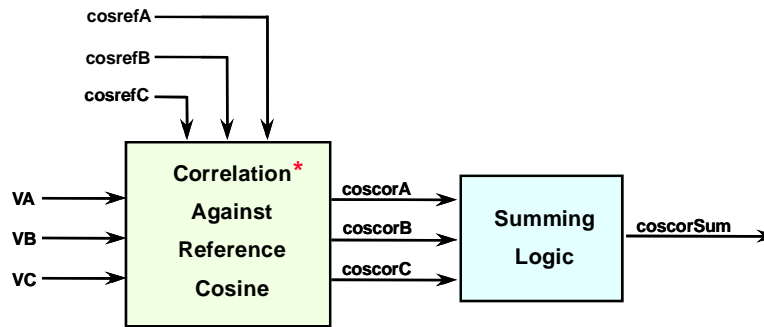 cosrefA
cosrefB
cosrefC
Correlation*
Against
Reference
Cosine
VA
VB
VC
coscorA
coscorB
coscorC
Summing
Logic
coscorSum